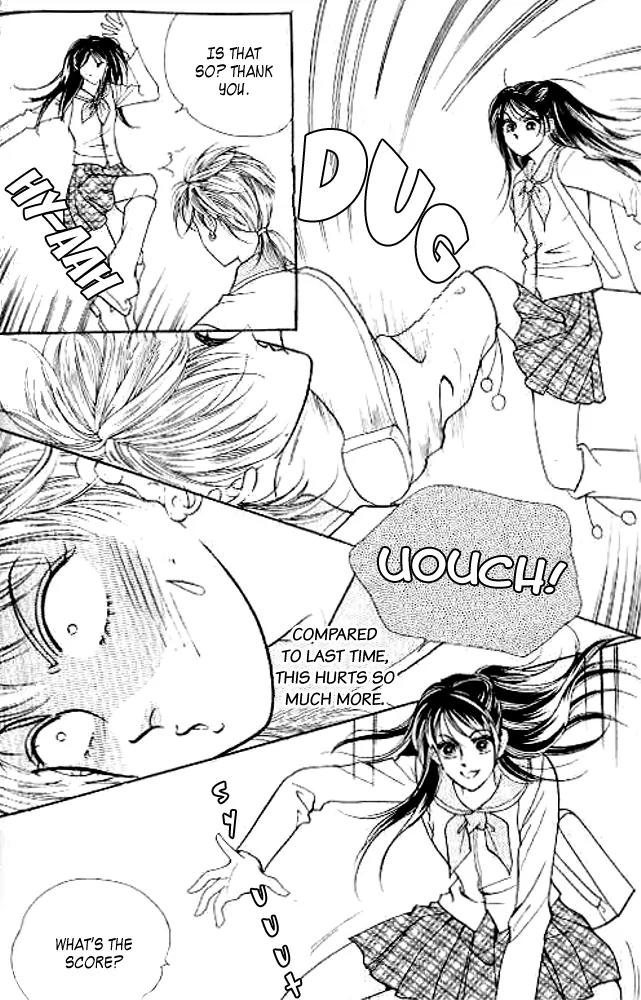 IS THAT
SO? THANK
YOU.
HY-AAH
DUG
UOUCH!
COMPARED
TO LAST TIME,
THIS HURTS SO
MUCH MORE.
SYUUUT
WHAT'S THE
SCORE?